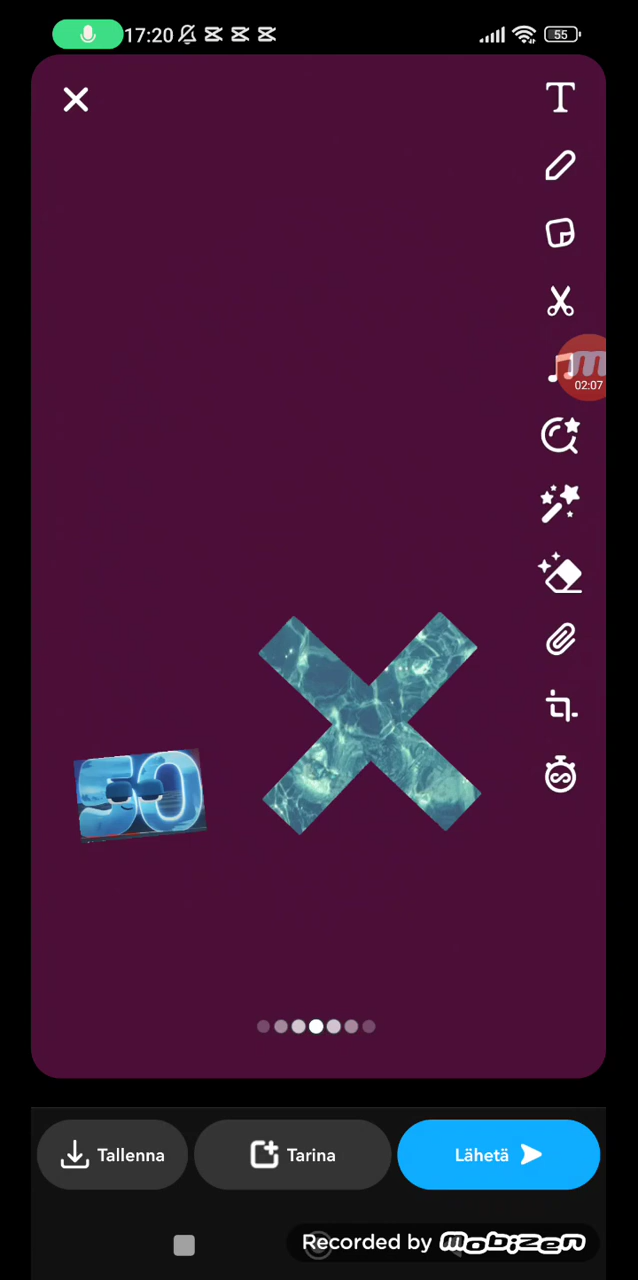 17:20
55
T
02:07
50
Tallenna
Tarina
Lähetä
Recorded by mobizen